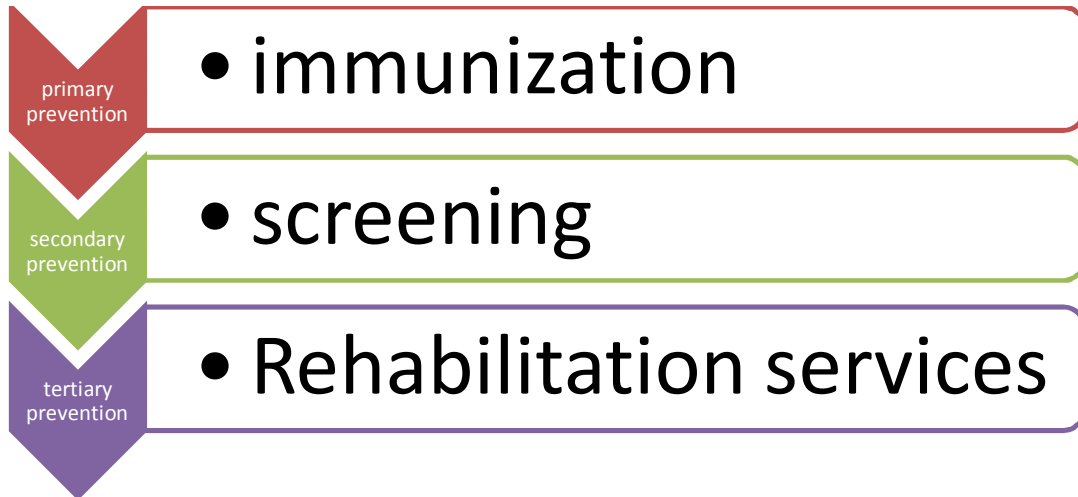 primary
prevention
• immunization
secondary
prevention
• screening
tertiary
prevention
• Rehabilitation services